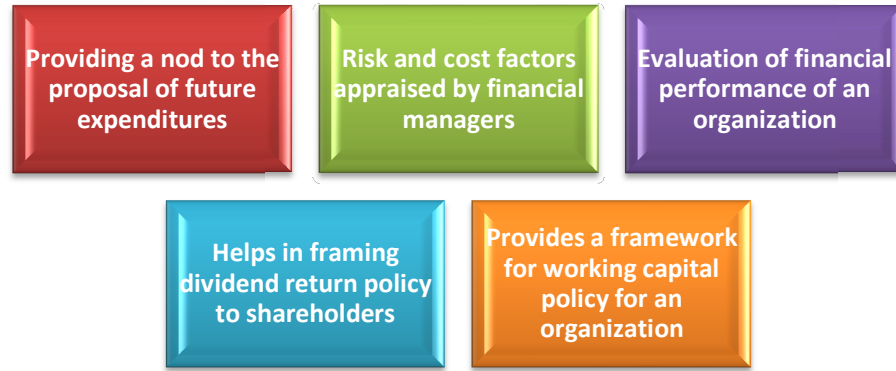 Providing a nod to the
proposal of future
expenditures
Risk and cost factors
appraised by financial
managers
Evaluation of financial
performance of an
organization
Helps in framing
dividend return policy
to shareholders
Provides a framework
for working capital
policy for an
organization